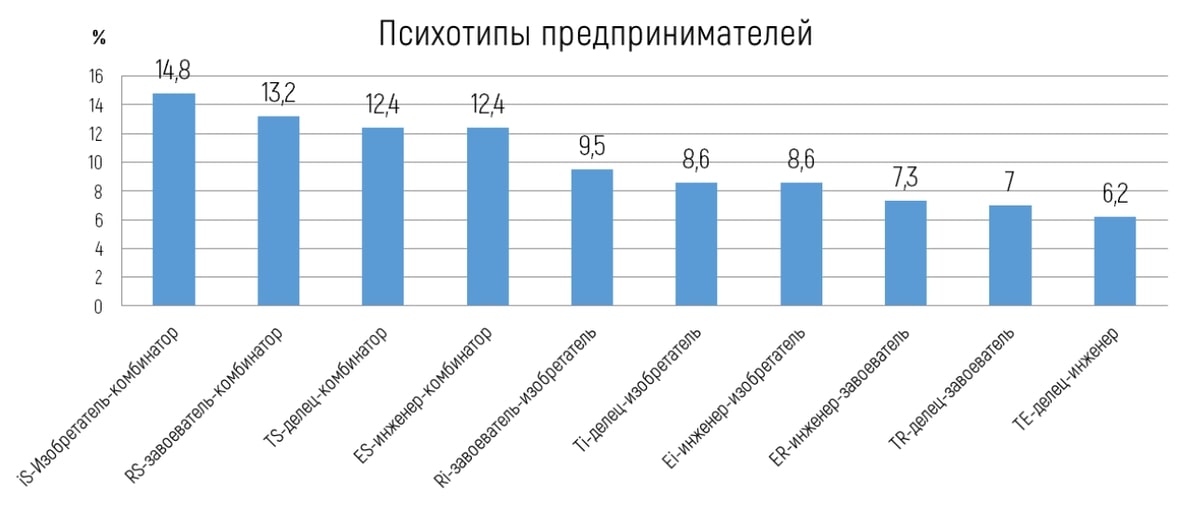 Психотипы предпринимателей
%
16
14
12
10
8
6
4
2
0
14,8
13,2
12,4
12,4
9,5
8,6
8,6
7,3
7
6,2
iS-Изобретатель-комбинатор
RS-завоеватель-комбинатор
TS-делец-комбинатор
ES-инженер-комбинатор
Ri-завоеватель-изобретатель
Ti-делец-изобретатель
Ei-инженер-изобретатель
ER-инженер-завоеватель
TR-делец-завоеватель
TE-делец-инженер